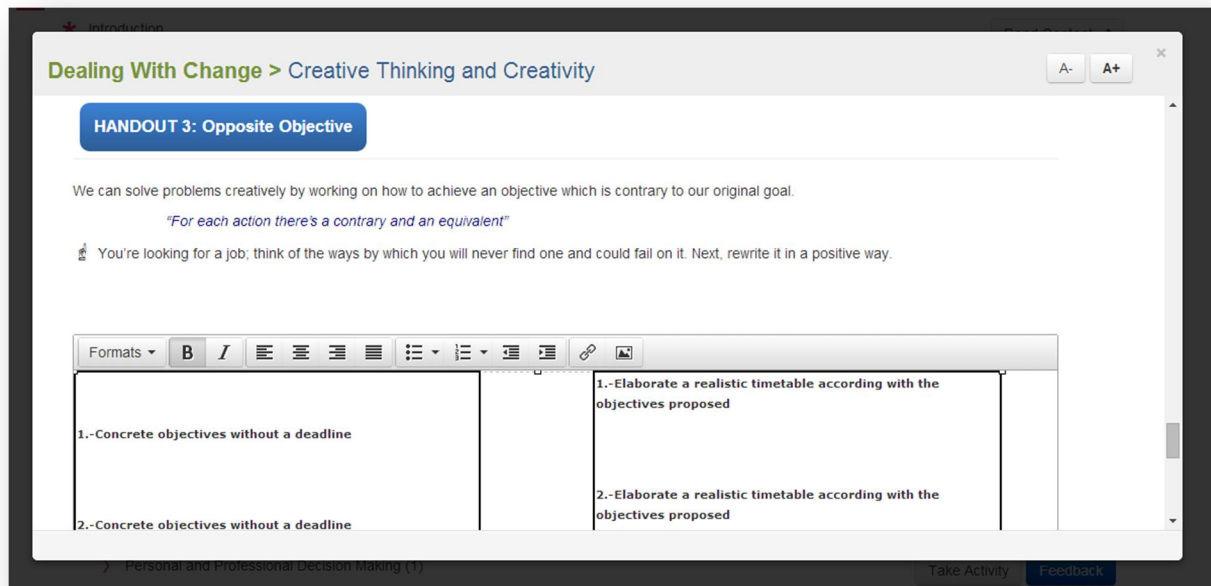 Introduction
Dealing With Change > Creative Thinking and Creativity
A-
A+
×
HANDOUT 3: Opposite Objective
We can solve problems creatively by working on how to achieve an objective which is contrary to our original goal.
“For each action there's a contrary and an equivalent”
You're looking for a job; think of the ways by which you will never find one and could fail on it. Next, rewrite it in a positive way.
Formats
B
I
1.-Concrete objectives without a deadline
2.-Concrete objectives without a deadline
1.-Elaborate a realistic timetable according with the
objectives proposed
2.-Elaborate a realistic timetable according with the
objectives proposed
Personal and Professional Decision Making (1)
Take Activity
Feedback